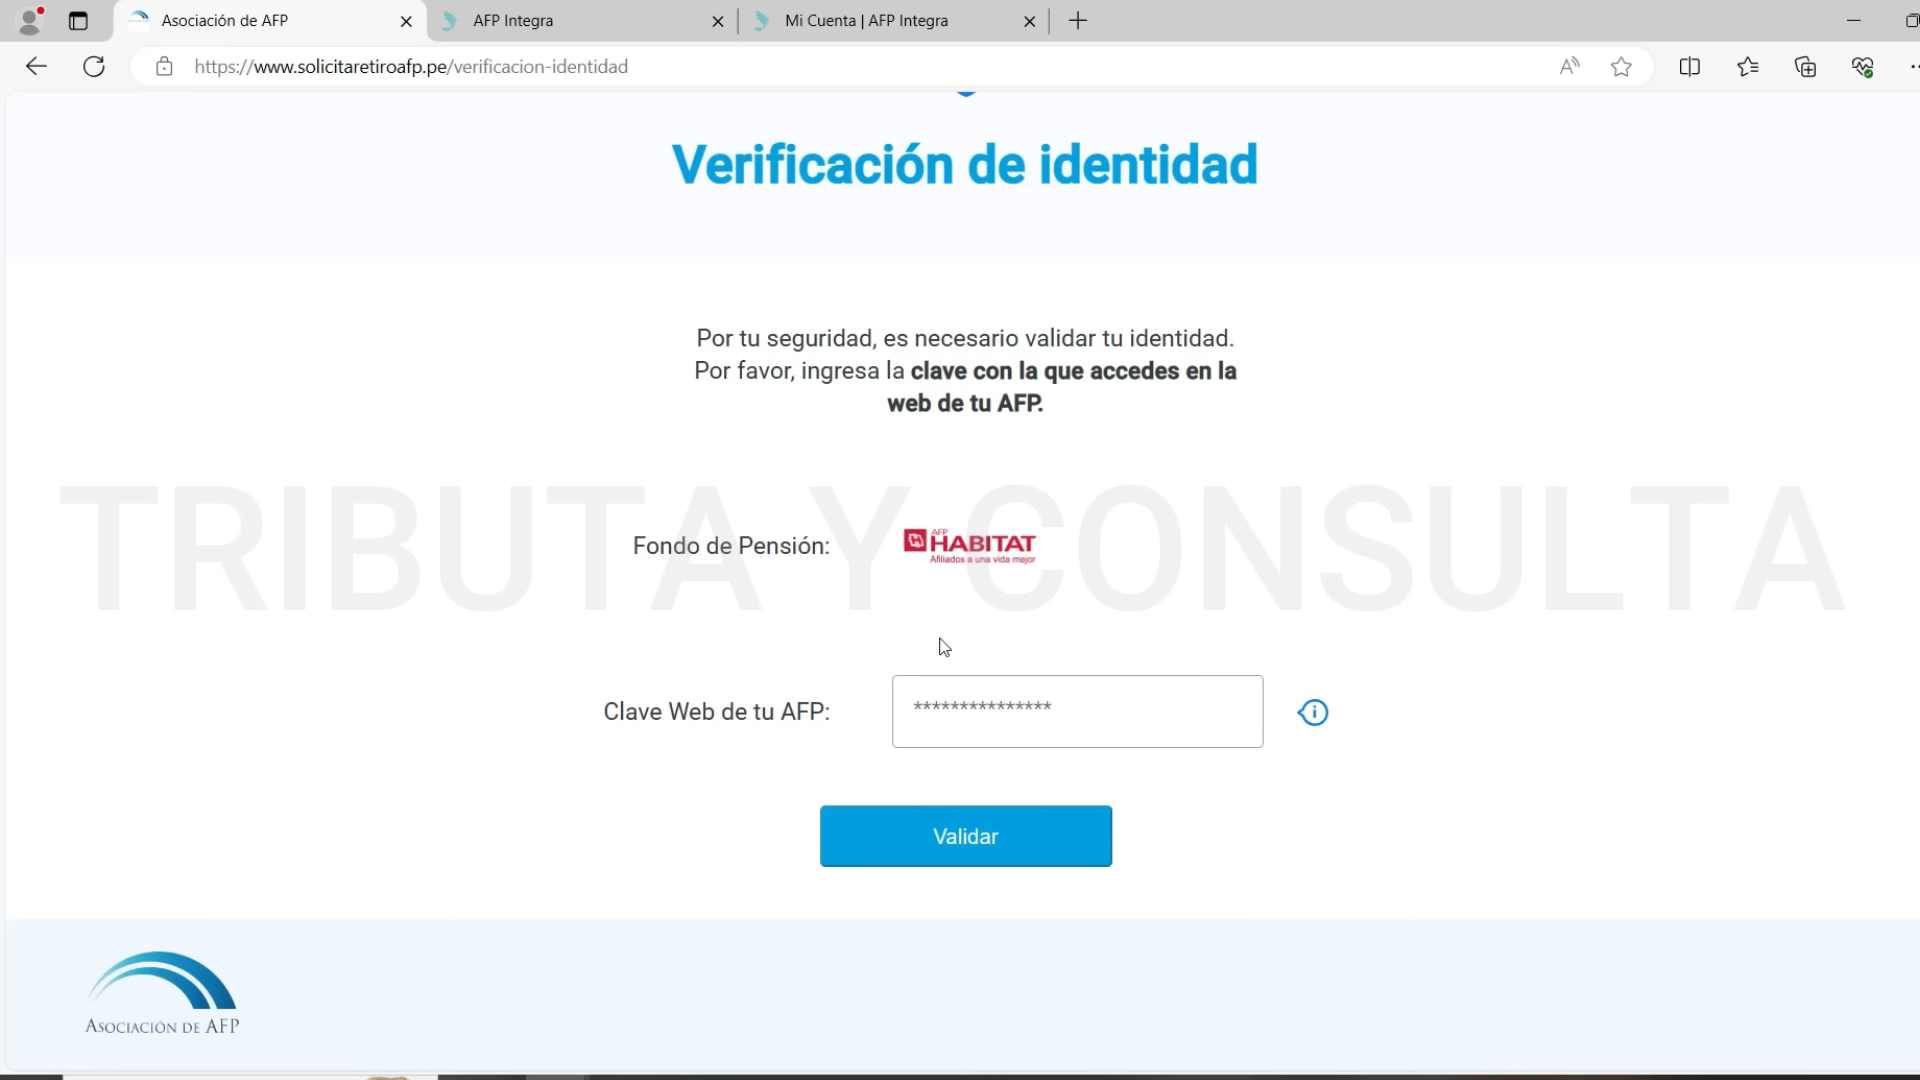 Asociación de AFP
AFP Integra
Mi Cuenta | AFP Integra
https://www.solicitaretiroafp.pe/verificacion-identidad
Verificación de identidad
Por tu seguridad, es necesario validar tu identidad.
Por favor, ingresa la clave con la que accedes en la
web de tu AFP.
TRIBUTA Y CONSULTA
Fondo de Pensión:
AFP
HABITAT
Afiliados a una vida mejor
Clave Web de tu AFP:
***************
Validar
ASOCIACIÓN DE AFP